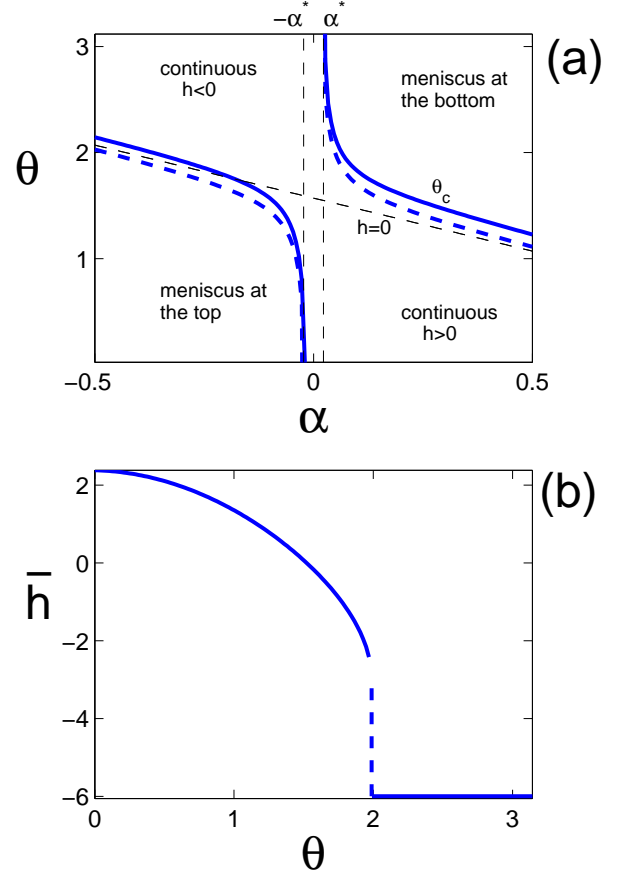 −α* α*
3
continuous
h<0
meniscus at
the bottom
(a)
2
θ
θc
h=0
1
meniscus at
the top
continuous
h>0
−0.5 0 0.5
α
2
(b)
0
h̄
−2
−4
−6
0 1 2 3
θ